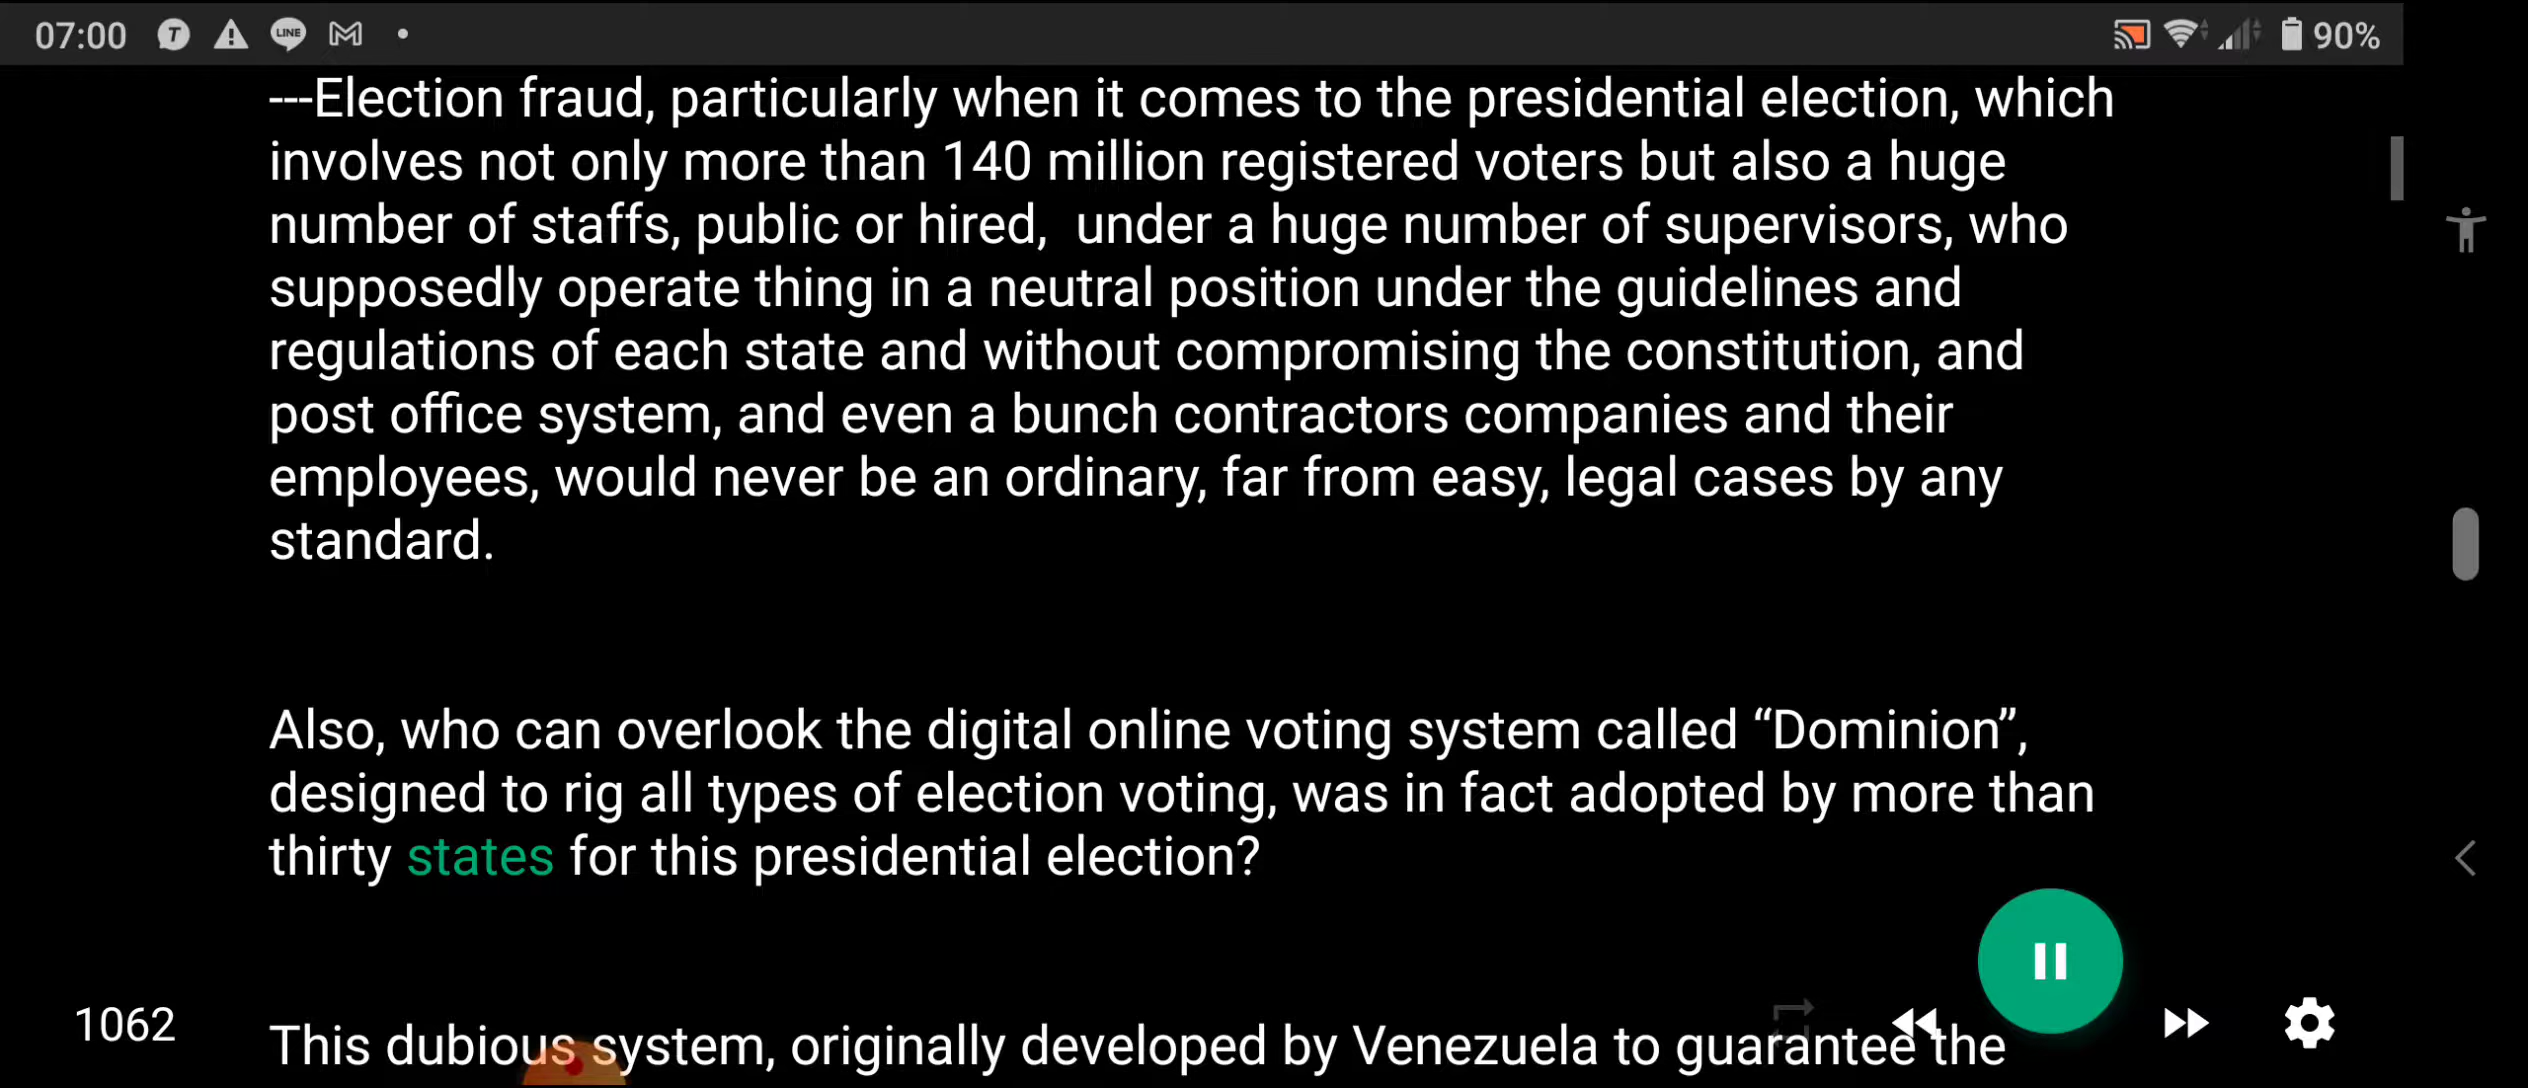 07:00 T LINE 90%
---Election fraud, particularly when it comes to the presidential election, which
involves not only more than 140 million registered voters but also a huge
number of staffs, public or hired,  under a huge number of supervisors, who
supposedly operate thing in a neutral position under the guidelines and
regulations of each state and without compromising the constitution, and
post office system, and even a bunch contractors companies and their
employees, would never be an ordinary, far from easy, legal cases by any
standard.
Also, who can overlook the digital online voting system called “Dominion”,
designed to rig all types of election voting, was in fact adopted by more than
thirty states for this presidential election?
1062
This dubious system, originally developed by Venezuela to guarantee the